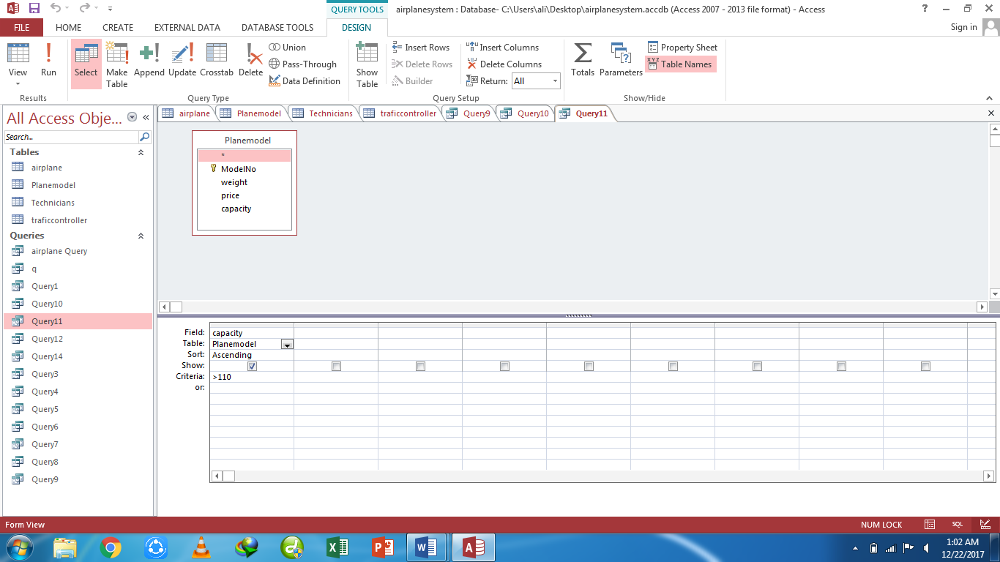 QUERY TOOLS
airplanesystem : Database- C:\Users\ali\Desktop\airplanesystem.accdb (Access 2007 - 2013 file format) - Access
?
FILE HOME CREATE EXTERNAL DATA DATABASE TOOLS DESIGN
Sign in
View
Run
Select
Make Table
Append
Update
Crosstab
Delete
Union
Pass-Through
Data Definition
Show Table
Insert Rows
Delete Rows
Builder
Insert Columns
Delete Columns
Return: All
Totals
Parameters
Property Sheet
XYZ Table Names
Results
Query Type
Query Setup
Show/Hide
All Access Obje...
Search...
Tables
airplane
Planemodel
Technicians
traficcontroller
Queries
airplane Query
q
Query1
Query10
Query11
Query12
Query14
Query3
Query4
Query5
Query6
Query7
Query8
Query9
airplane Planemodel Technicians traficcontroller Query9 Query10 Query11
Planemodel
*
ModelNo
weight
price
capacity
Field: capacity
Table: Planemodel
Sort: Ascending
Show:
Criteria: >110
or:
Form View
NUM LOCK
SQL
1:02 AM
12/22/2017